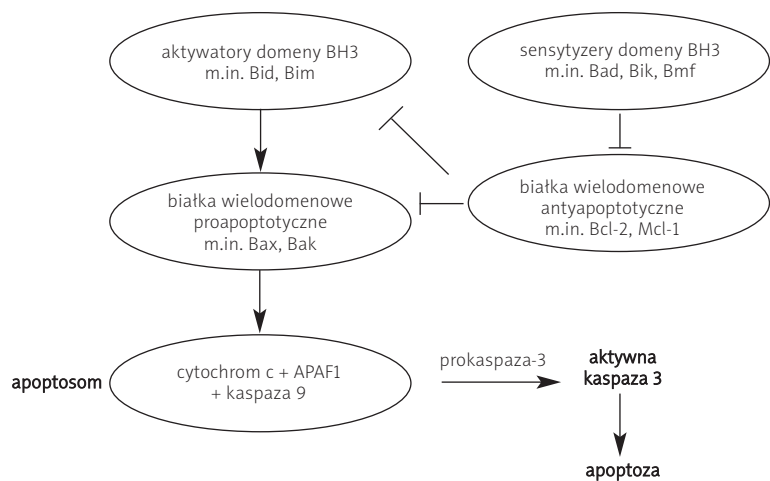 aktywatory domeny BH3
m.in. Bid, Bim
sensytyzery domeny BH3
m.in. Bad, Bik, Bmf
białka wielodomenowe
proapoptotyczne
m.in. Bax, Bak
białka wielodomenowe
antyapoptotyczne
m.in. Bcl-2, Mcl-1
apoptosom
cytochrom c + APAF1
+ kaspaza 9
prokaspaza-3
aktywna
kaspaza 3
apoptoza